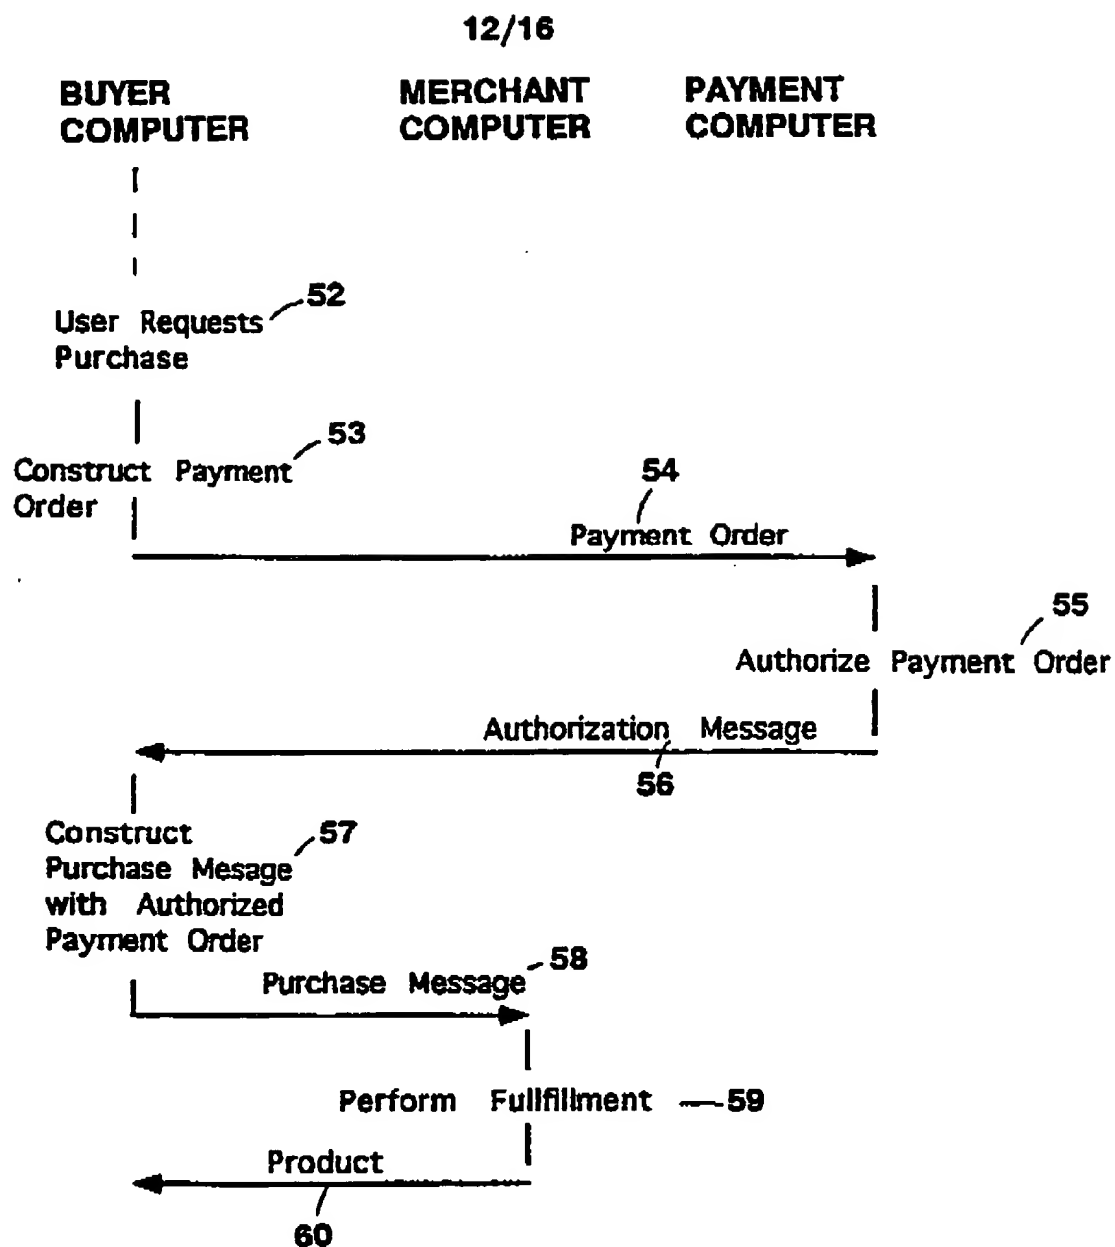 12/16
BUYER
COMPUTER
MERCHANT
COMPUTER
PAYMENT
COMPUTER
52
User Requests
Purchase
53
Construct Payment
Order
54
Payment Order
55
Authorize Payment Order
Authorization Message
56
Construct
57
Purchase Mesage
with Authorized
Payment Order
58
Purchase Message
Perform Fullfillment
59
Product
60